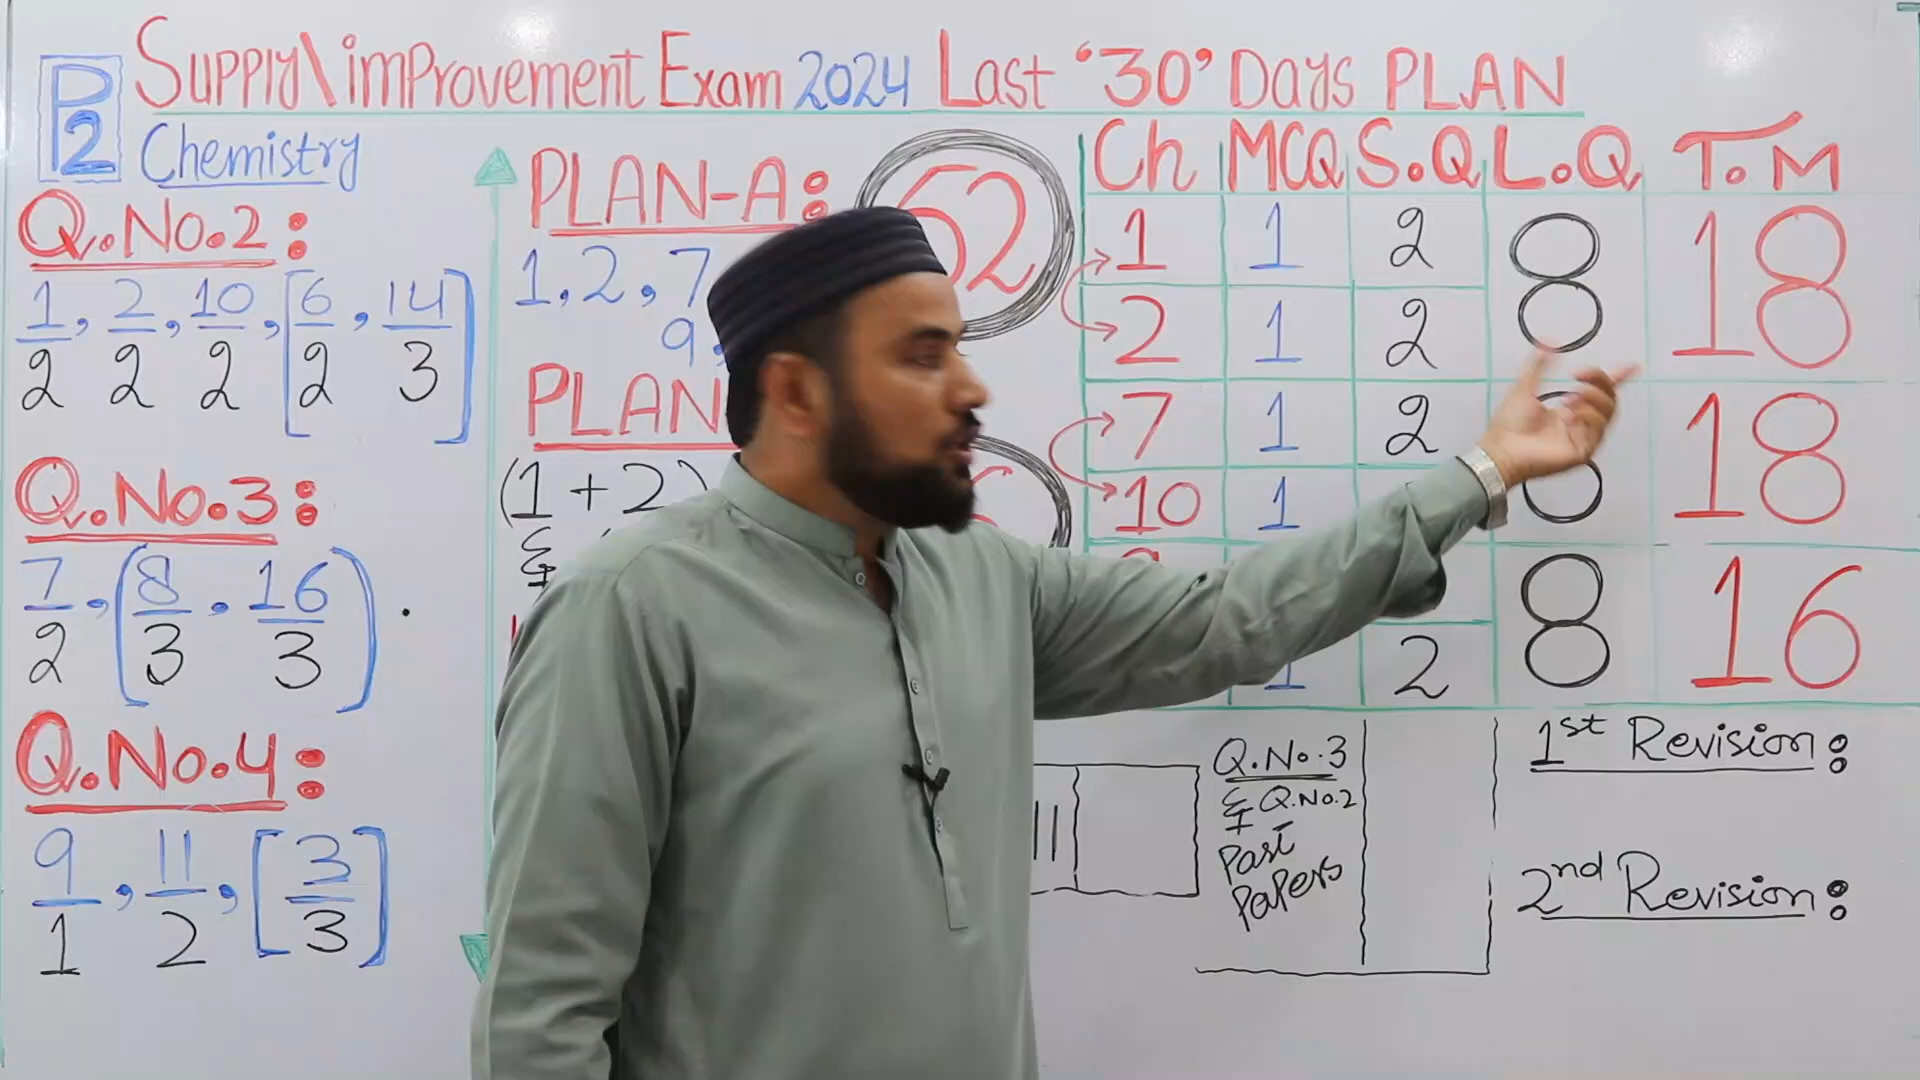 P2 Supply\improvement Exam 2024 Last '30' Days PLAN
Chemistry
Q.No.2:
1/2, 2/2, 10/2, [6/2, 14/3]
Q.No.3:
7/2, (8/3, 16/3).
Q.No.4:
9/1, 11/2, [3/3]
PLAN-A:
62
1, 2, 7
9,
PLAN
(1+2)
&
Ch MCQ S.Q L.Q T.M
1 1 2 8 18
2 1 2
7 1 2 18
10 1
8 16
1 2
11
Q.No.3
& Q.No.2
Past
Papers
1st Revision:
2nd Revision: